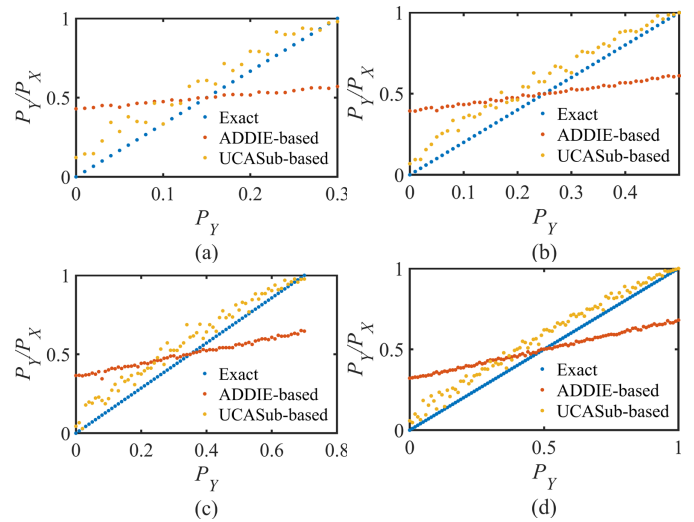 1
0.5
0
P_Y/P_X
Exact
ADDIE-based
UCASub-based
0 0.1 0.2 0.3
P_Y
(a)
1
0.5
0
P_Y/P_X
Exact
ADDIE-based
UCASub-based
0 0.1 0.2 0.3 0.4
P_Y
(b)
1
0.5
0
P_Y/P_X
Exact
ADDIE-based
UCASub-based
0 0.2 0.4 0.6 0.8
P_Y
(c)
1
0.5
0
P_Y/P_X
Exact
ADDIE-based
UCASub-based
0 0.5 1
P_Y
(d)